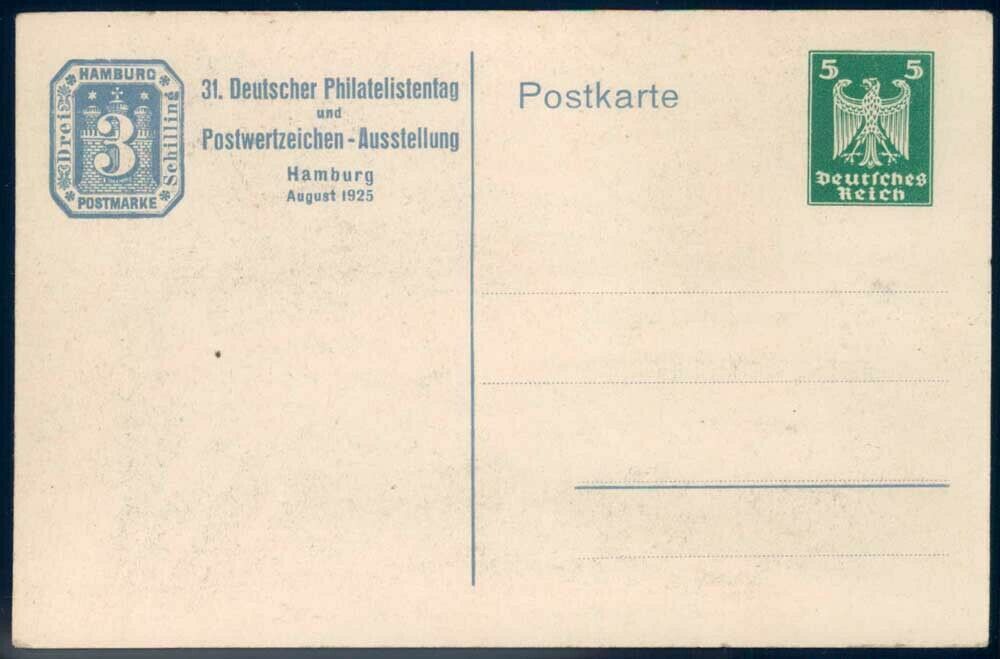 HAMBURG
Drei
3
Schilling
POSTMARKE
31. Deutscher Philatelistentag
und
Postwertzeichen-Ausstellung
Hamburg
August 1925
Postkarte
5 5
Deutsches
Reich